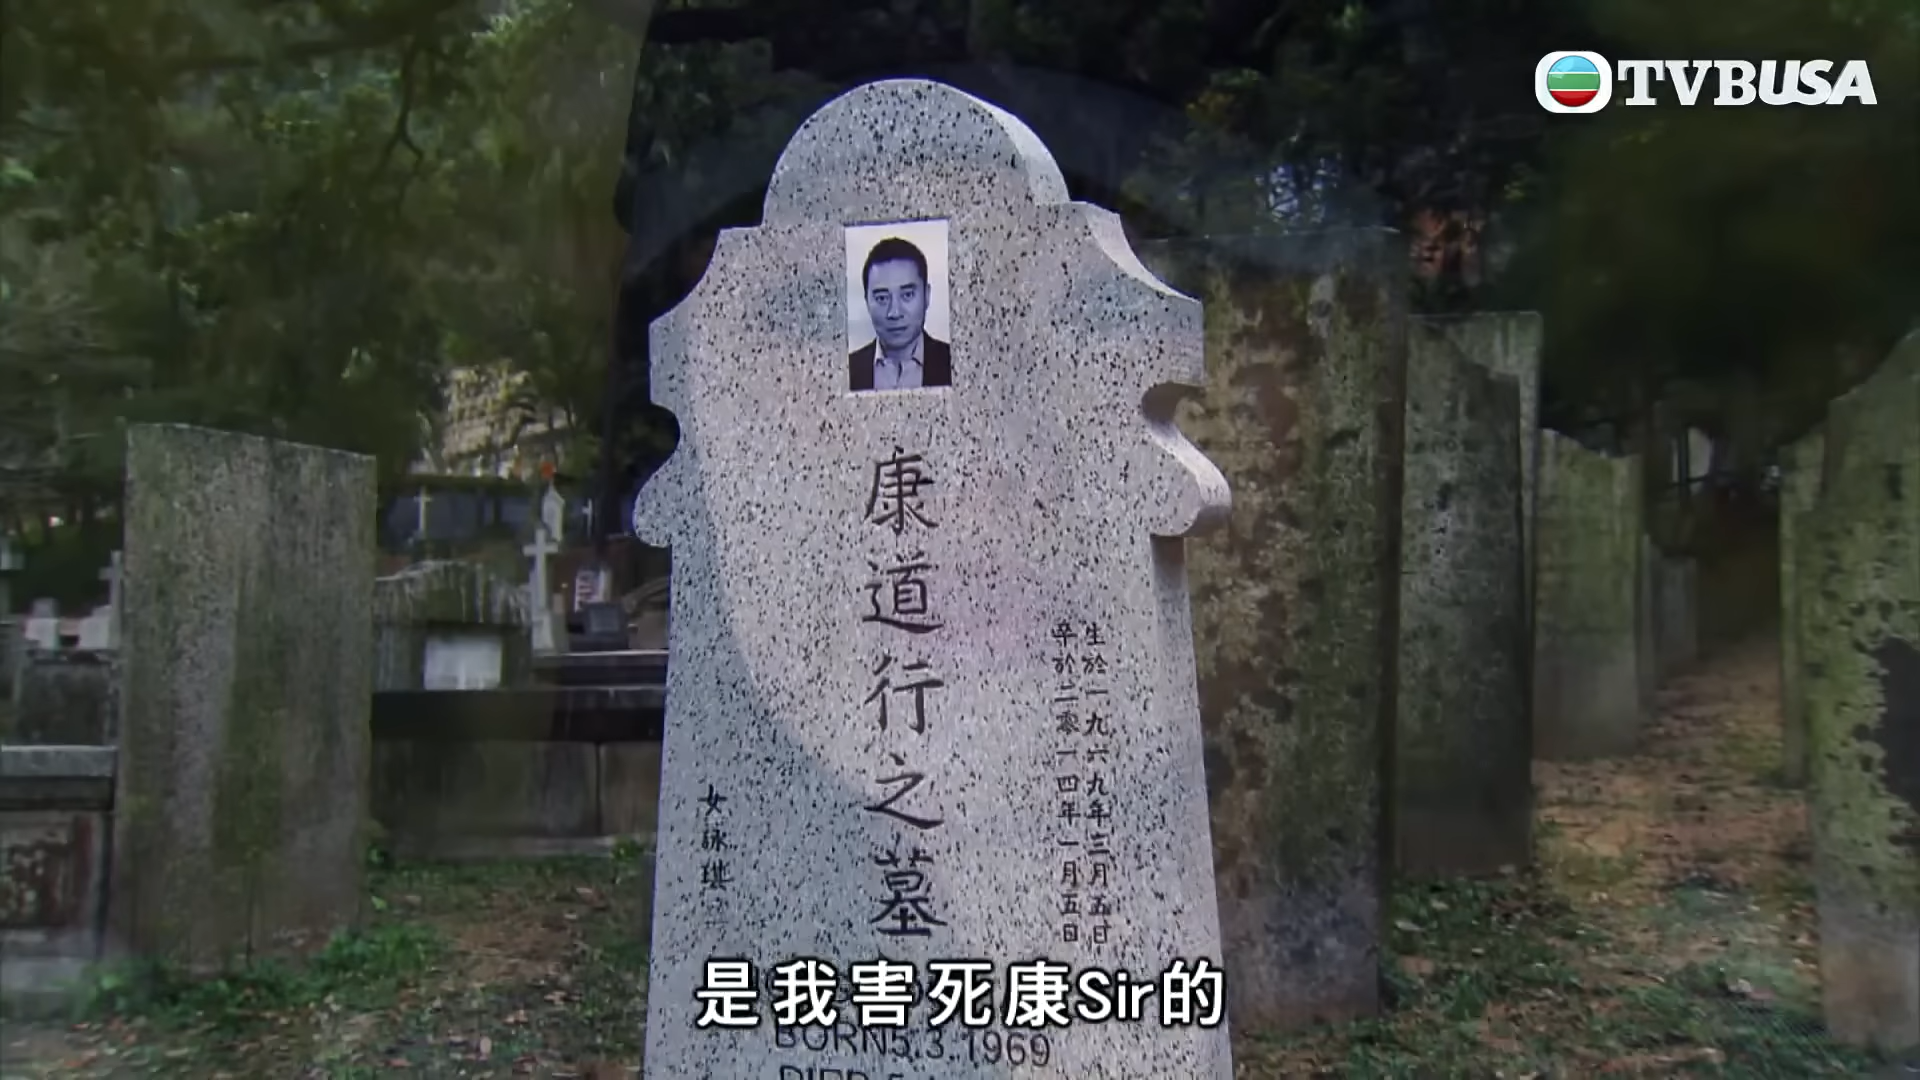 TVBUSA
康道行之墓
生於一九六九年三月五日
卒於二零一四年一月五日
女詠琪
是我害死康Sir的
BORN 5.3.1969
DIED 5